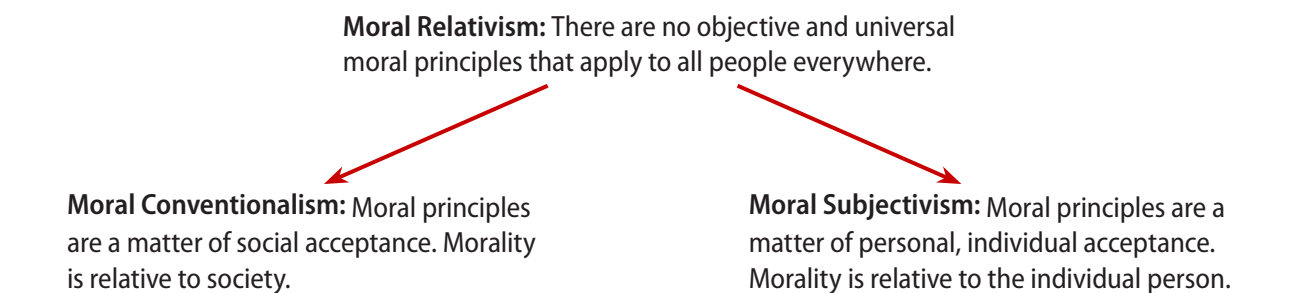 Moral Relativism: There are no objective and universal
moral principles that apply to all people everywhere.
Moral Conventionalism: Moral principles
are a matter of social acceptance. Morality
is relative to society.
Moral Subjectivism: Moral principles are a
matter of personal, individual acceptance.
Morality is relative to the individual person.